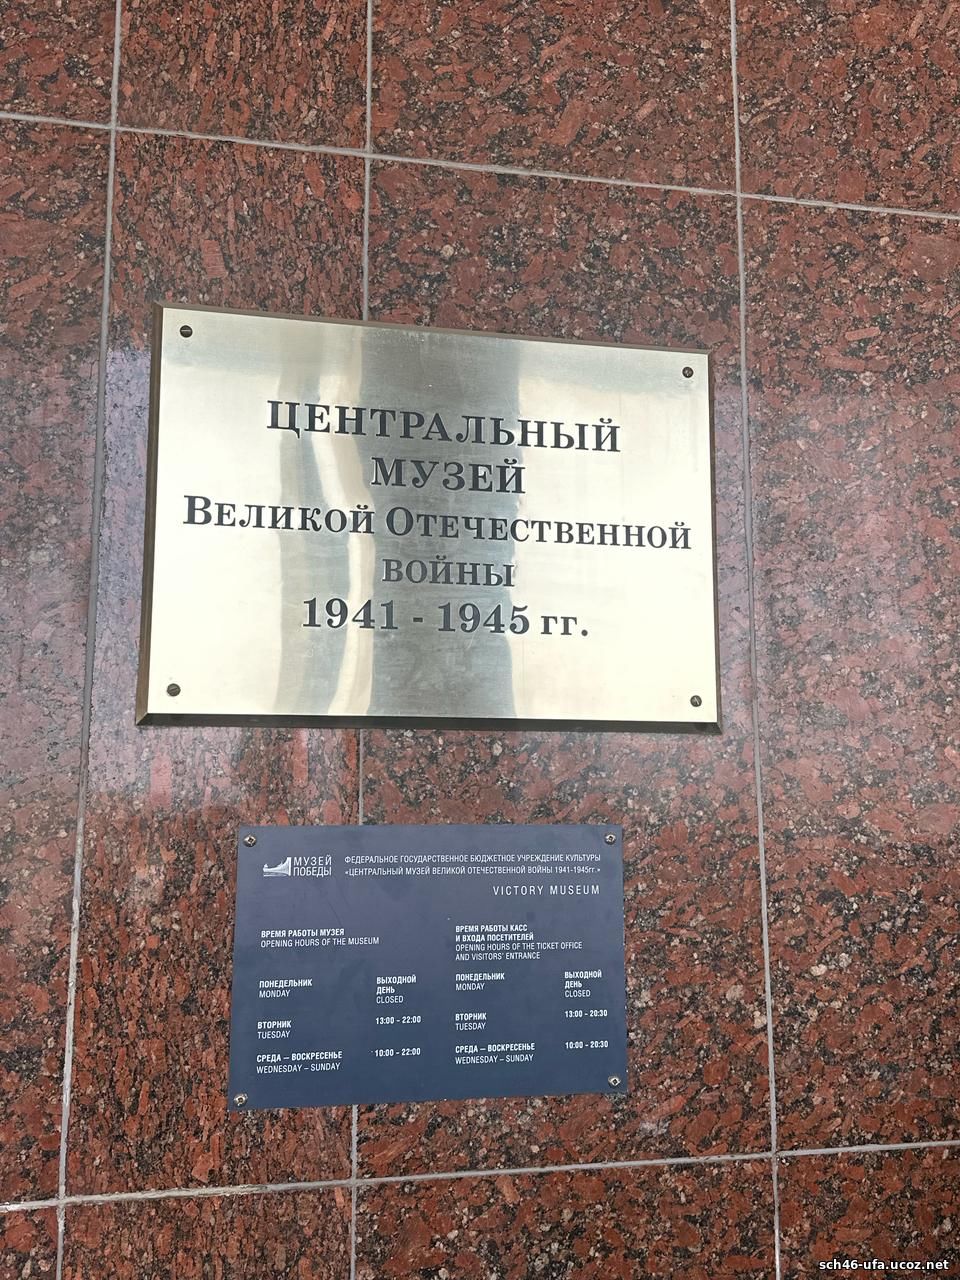 ЦЕНТРАЛЬНЫЙ
МУЗЕЙ
ВЕЛИКОЙ ОТЕЧЕСТВЕННОЙ
ВОЙНЫ
1941 - 1945 гг.
МУЗЕЙ
ПОБЕДЫ
ФЕДЕРАЛЬНОЕ ГОСУДАРСТВЕННОЕ БЮДЖЕТНОЕ УЧРЕЖДЕНИЕ КУЛЬТУРЫ
«ЦЕНТРАЛЬНЫЙ МУЗЕЙ ВЕЛИКОЙ ОТЕЧЕСТВЕННОЙ ВОЙНЫ 1941-1945гг.»
VICTORY MUSEUM
ВРЕМЯ РАБОТЫ МУЗЕЯ
OPENING HOURS OF THE MUSEUM
ПОНЕДЕЛЬНИК
MONDAY
ВЫХОДНОЙ
ДЕНЬ
CLOSED
ВТОРНИК
TUESDAY
13:00 - 22:00
СРЕДА — ВОСКРЕСЕНЬЕ
WEDNESDAY – SUNDAY
10:00 - 22:00
ВРЕМЯ РАБОТЫ КАСС
И ВХОДА ПОСЕТИТЕЛЕЙ
OPENING HOURS OF THE TICKET OFFICE
AND VISITORS' ENTRANCE
ПОНЕДЕЛЬНИК
MONDAY
ВЫХОДНОЙ
ДЕНЬ
CLOSED
ВТОРНИК
TUESDAY
13:00 - 20:30
СРЕДА — ВОСКРЕСЕНЬЕ
WEDNESDAY – SUNDAY
10:00 - 20:30
sch46-ufa.ucoz.net